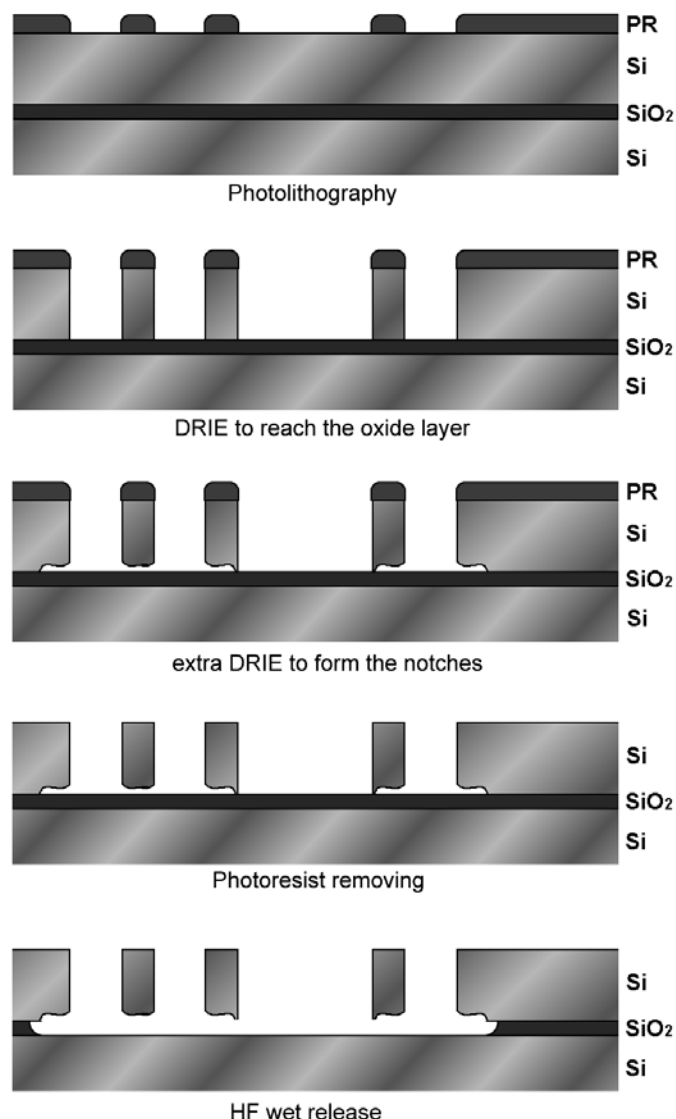 PR
Si
SiO₂
Si
Photolithography
PR
Si
SiO₂
Si
DRIE to reach the oxide layer
PR
Si
SiO₂
Si
extra DRIE to form the notches
Si
SiO₂
Si
Photoresist removing
Si
SiO₂
Si
HF wet release